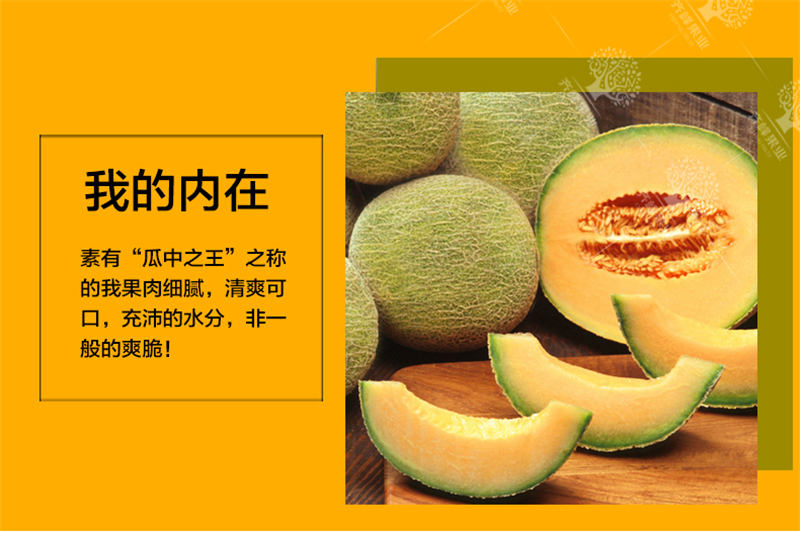 我的内在
素有“瓜中之王”之称
的我果肉细腻，清爽可
口，充沛的水分，非一
般的爽脆！